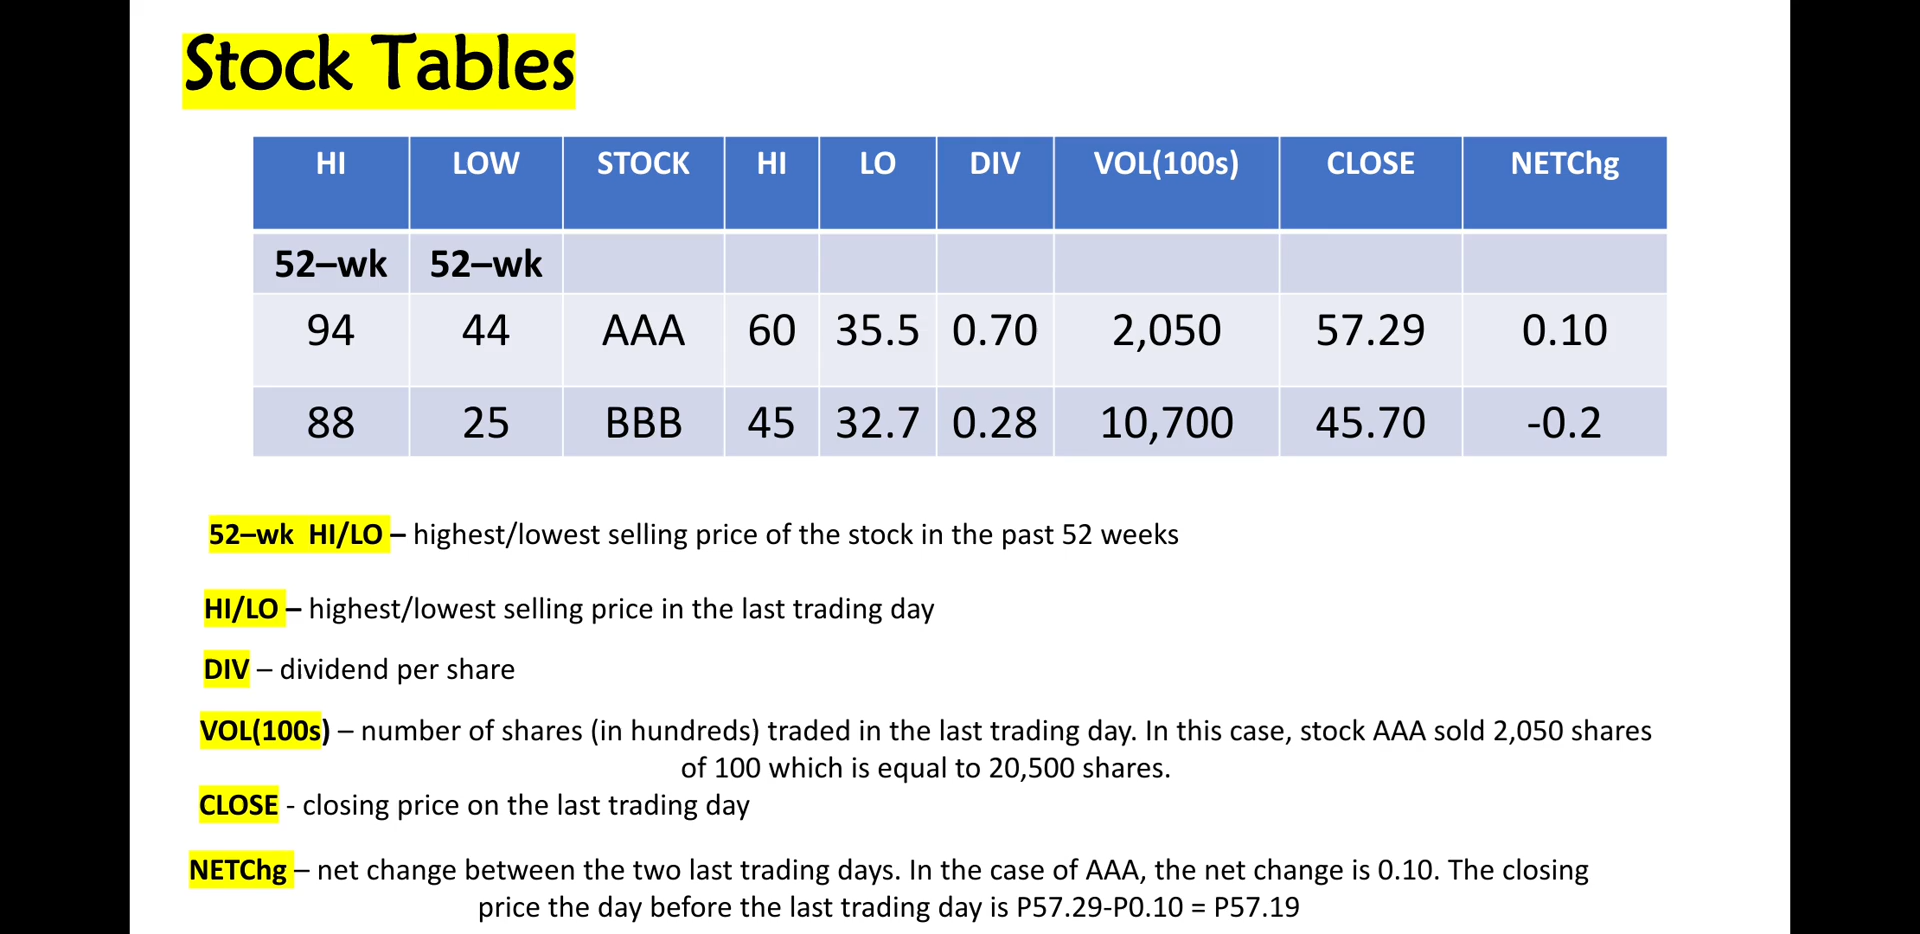 Stock Tables
HI LOW STOCK HI LO DIV VOL(100s) CLOSE NETChg
52–wk 52–wk
94 44 AAA 60 35.5 0.70 2,050 57.29 0.10
88 25 BBB 45 32.7 0.28 10,700 45.70 -0.2
52–wk HI/LO – highest/lowest selling price of the stock in the past 52 weeks
HI/LO – highest/lowest selling price in the last trading day
DIV – dividend per share
VOL(100s) – number of shares (in hundreds) traded in the last trading day. In this case, stock AAA sold 2,050 shares
of 100 which is equal to 20,500 shares.
CLOSE - closing price on the last trading day
NETChg – net change between the two last trading days. In the case of AAA, the net change is 0.10. The closing
price the day before the last trading day is P57.29-P0.10 = P57.19